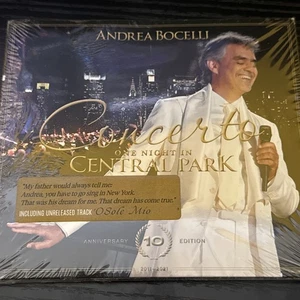 ANDREA BOCELLI
Concerto
ONE NIGHT IN
CENTRAL PARK
"My father would always tell me:
Andrea, you have to go sing in New York.
That was his dream for me. That dream has come true."
INCLUDING UNRELEASED TRACK O Sole Mio
ANNIVERSARY 10 EDITION